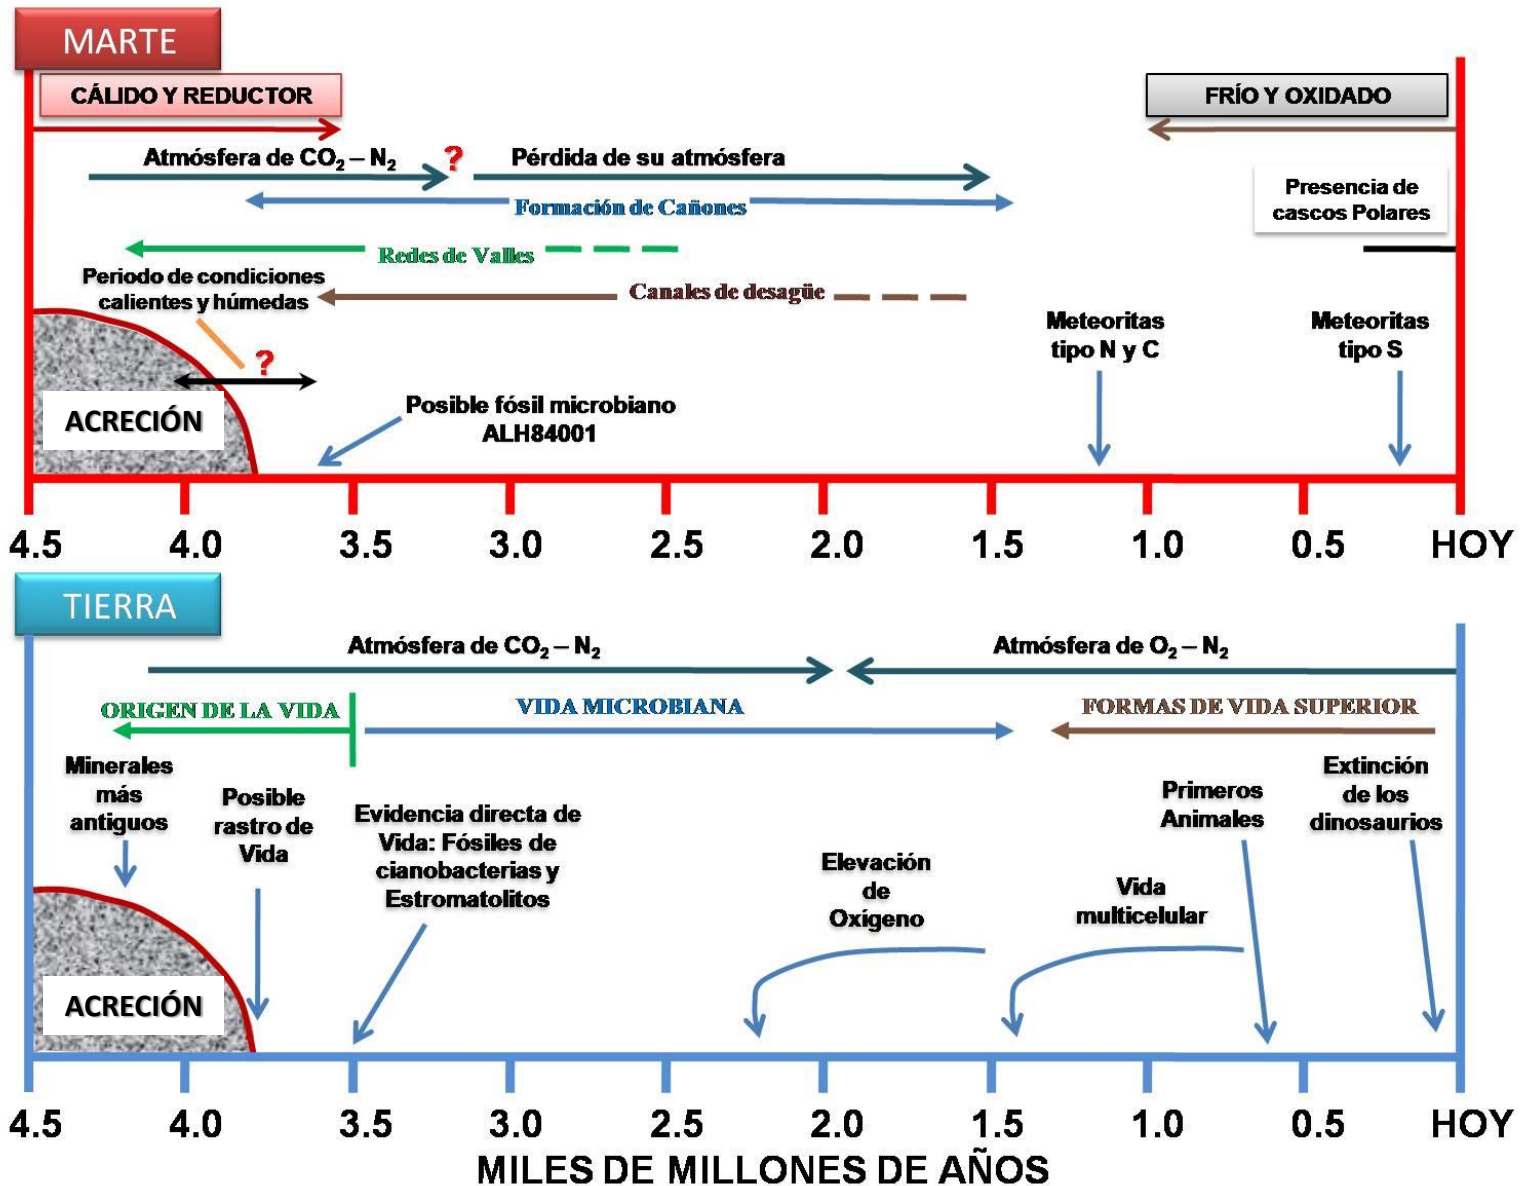 MARTE
CÁLIDO Y REDUCTOR
FRÍO Y OXIDADO
Atmósfera de CO₂ – N₂
?
Pérdida de su atmósfera
Formación de Cañones
Presencia de
cascos Polares
Redes de Valles
Periodo de condiciones
calientes y húmedas
Canales de desagüe
?
Meteoritas
tipo N y C
Meteoritas
tipo S
ACRECIÓN
Posible fósil microbiano
ALH84001
4.5 4.0 3.5 3.0 2.5 2.0 1.5 1.0 0.5 HOY
TIERRA
Atmósfera de CO₂ – N₂
Atmósfera de O₂ – N₂
ORIGEN DE LA VIDA
VIDA MICROBIANA
FORMAS DE VIDA SUPERIOR
Minerales
más
antiguos
Posible
rastro de
Vida
Evidencia directa de
Vida: Fósiles de
cianobacterias y
Estromatolitos
Elevación
de
Oxígeno
Vida
multicelular
Primeros
Animales
Extinción
de los
dinosaurios
ACRECIÓN
4.5 4.0 3.5 3.0 2.5 2.0 1.5 1.0 0.5 HOY
MILES DE MILLONES DE AÑOS